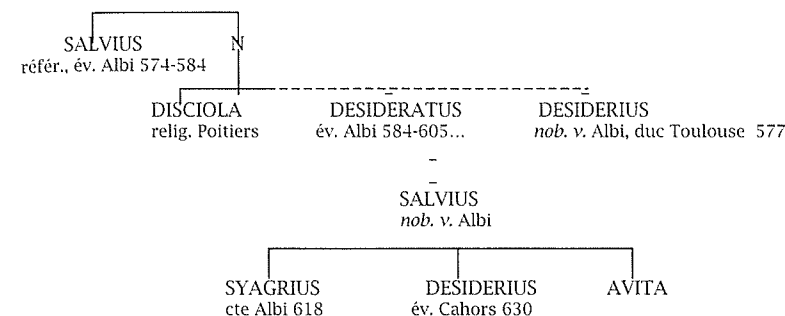 SALVIUS N
référ., év. Albi 574-584
DISCIOLA DESIDERATUS DESIDERIUS
relig. Poitiers év. Albi 584-605... nob. v. Albi, duc Toulouse 577
SALVIUS
nob. v. Albi
SYAGRIUS DESIDERIUS AVITA
cte Albi 618 év. Cahors 630